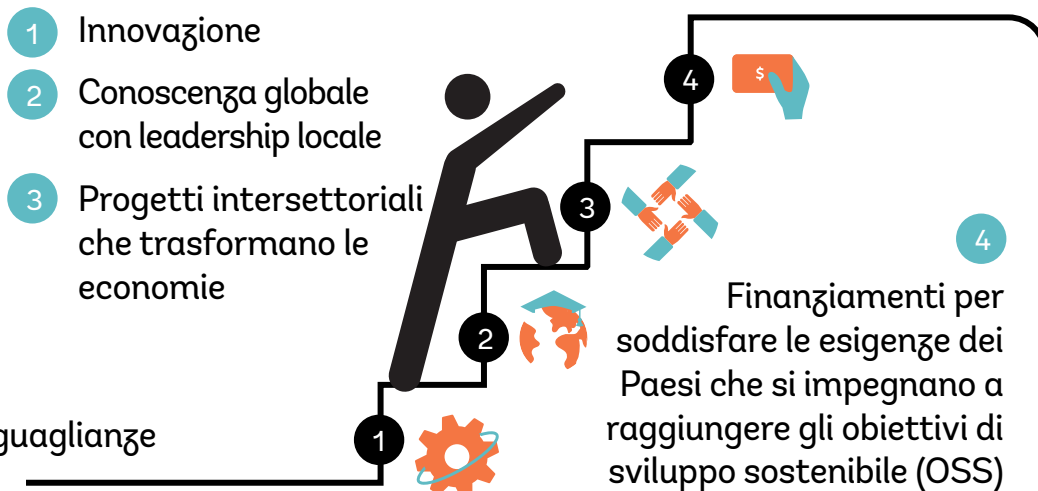 1 Innovazione
2 Conoscenza globale
con leadership locale
3 Progetti intersettoriali
che trasformano le
economie
4
$
3
4
Finanziamenti per
soddisfare le esigenze dei
Paesi che si impegnano a
raggiungere gli obiettivi di
sviluppo sostenibile (OSS)
2
1